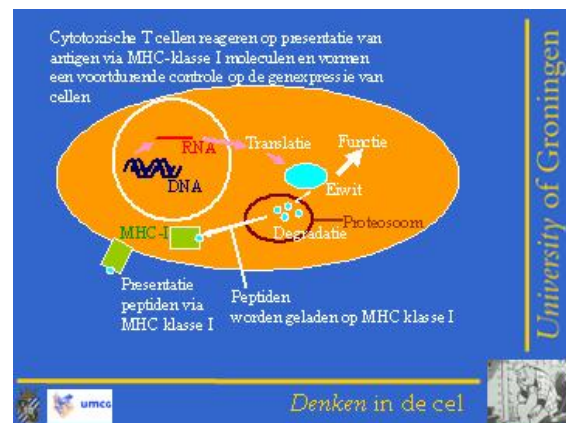 Cytotoxische T cellen reageren op presentatie van
antigen via MHC-klasse I moleculen en vormen
een voortdurende controle op de genexpressie van
cellen
RNA
Translatie
Functie
DNA
Eiwit
MHC-I
Degradatie
Proteosoom
Presentatie
peptiden via
MHC klasse I
Peptiden
worden geladen op MHC klasse I
University of Groningen
umcg
Denken in de cel